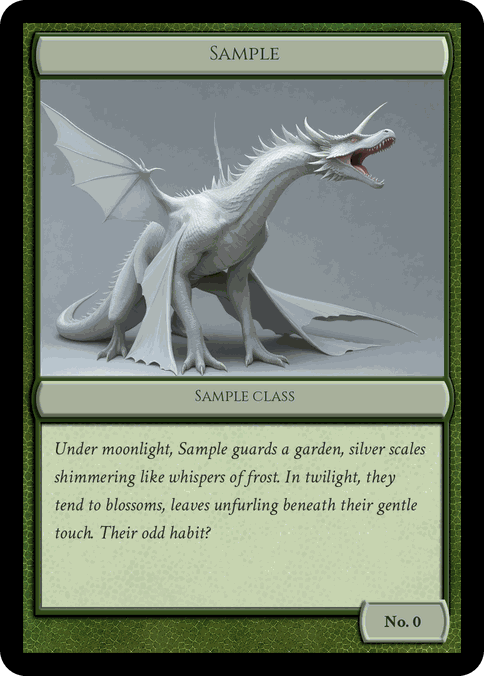 Sample
Sample class
Under moonlight, Sample guards a garden, silver scales
shimmering like whispers of frost. In twilight, they
tend to blossoms, leaves unfurling beneath their gentle
touch. Their odd habit?
No. 0